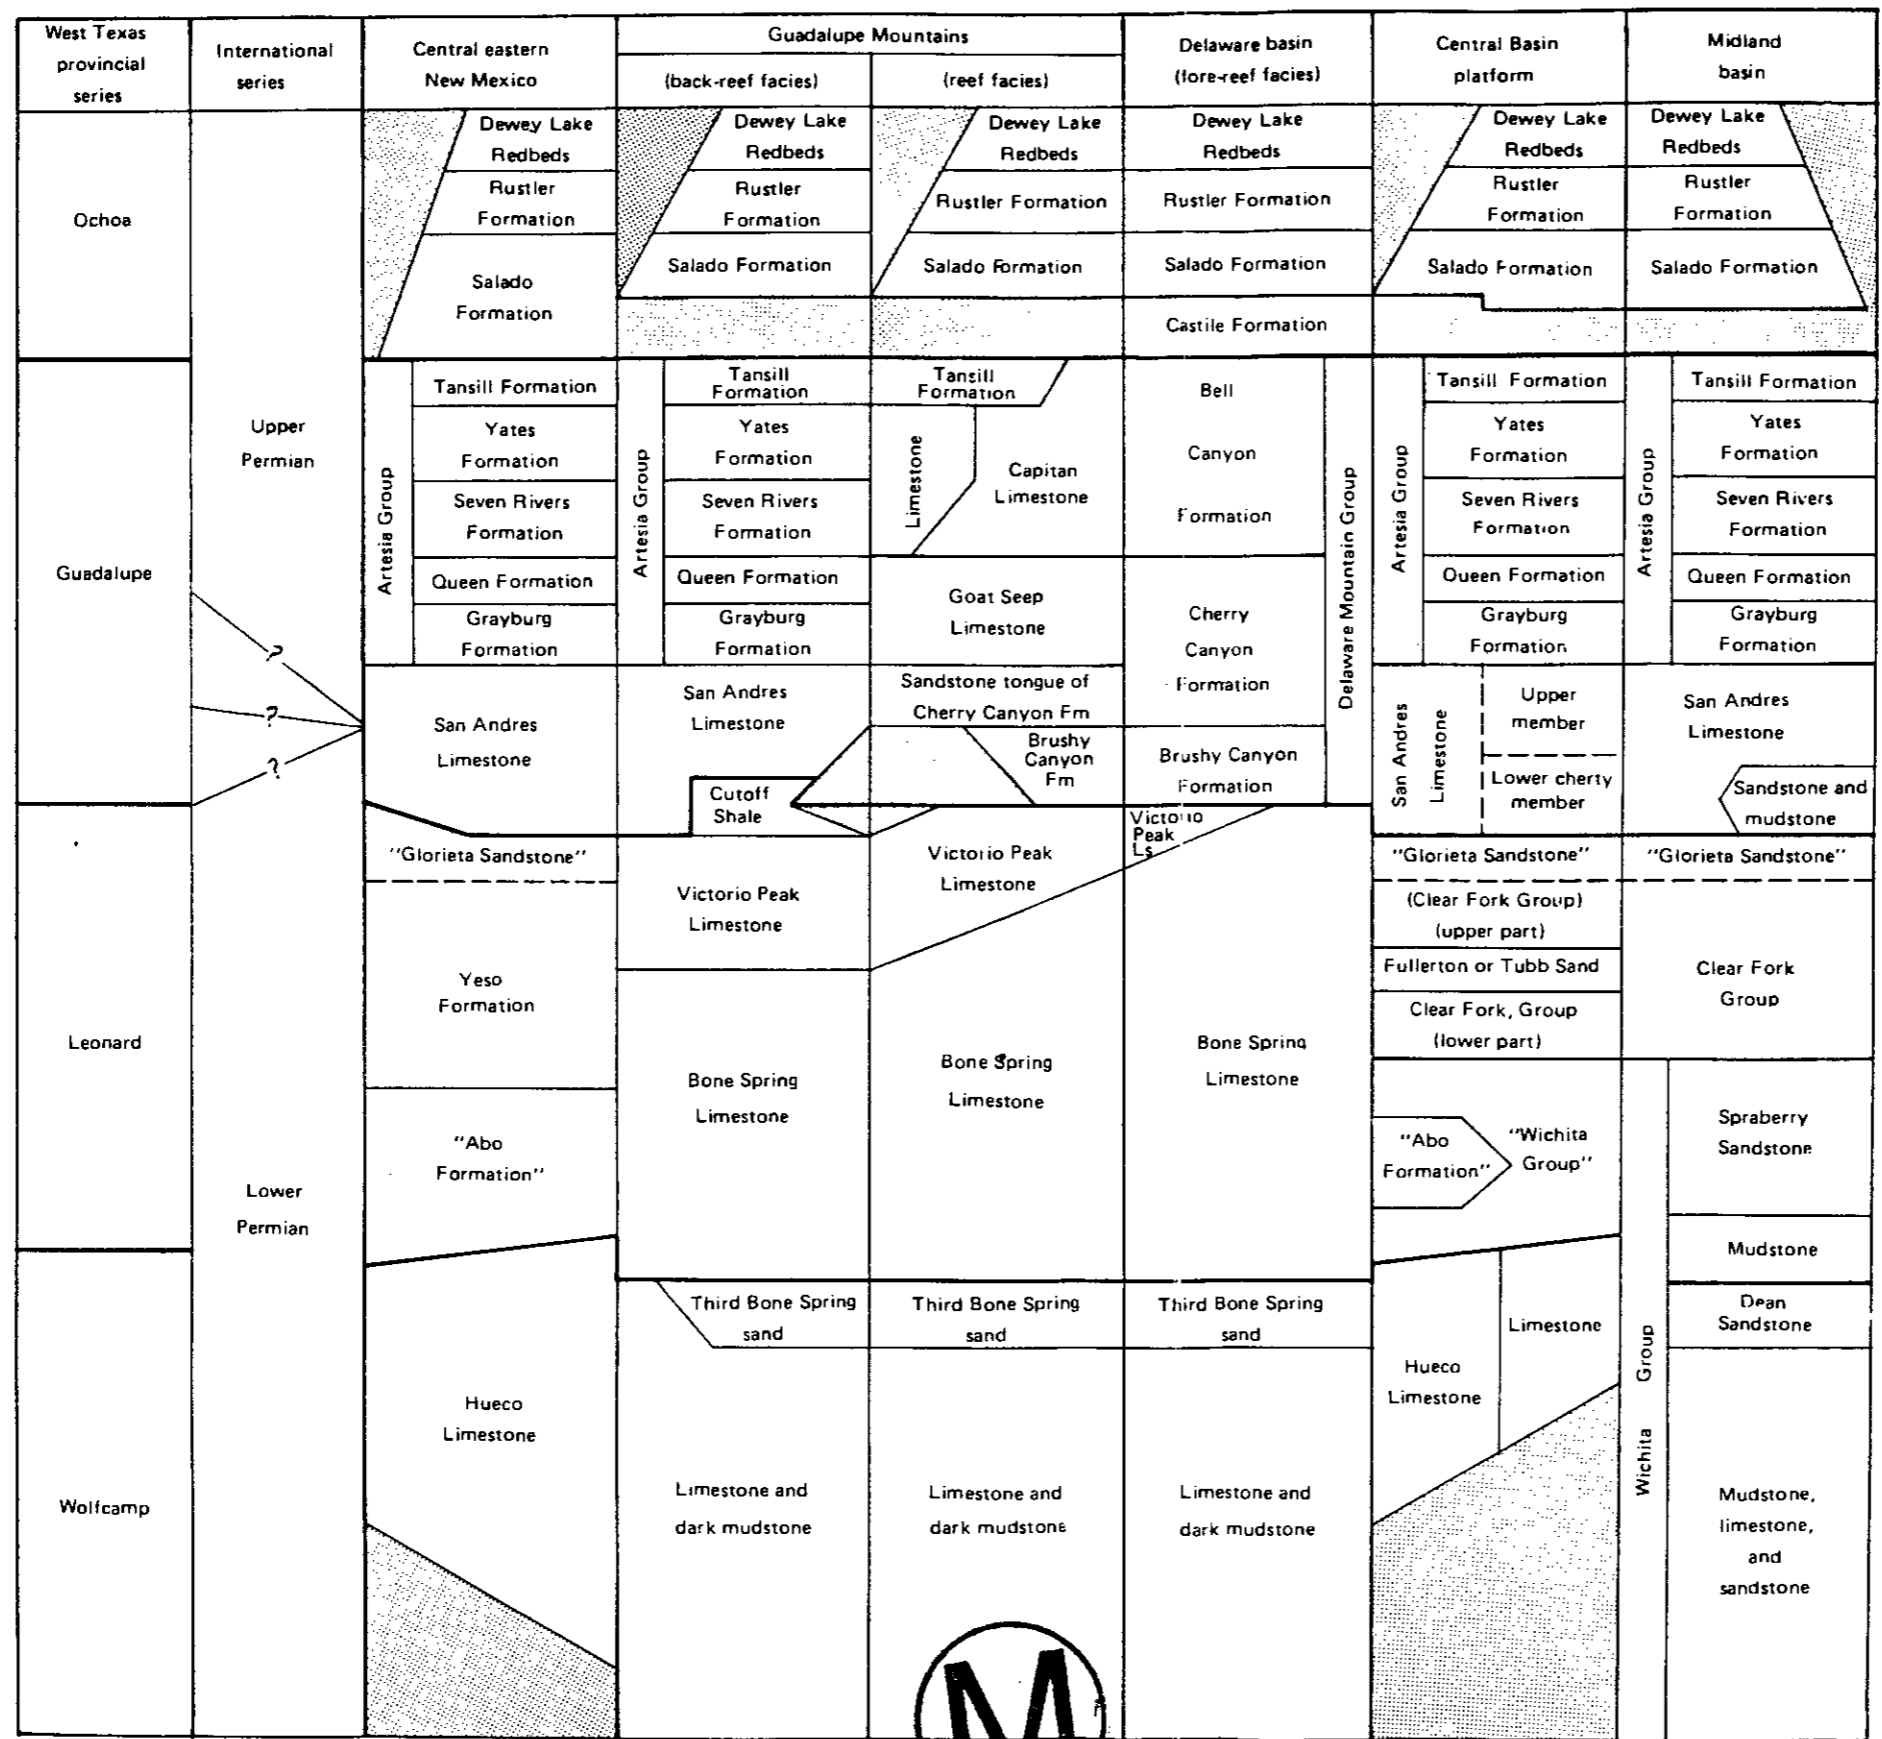 West Texas
provincial
series
International
series
Central eastern
New Mexico
Guadalupe Mountains
(back-reef facies)
(reef facies)
Delaware basin
(fore-reef facies)
Central Basin
platform
Midland
basin
Ochoa
Guadalupe
Leonard
Wolfcamp
Upper
Permian
?
?
?
Lower
Permian
Dewey Lake
Redbeds
Rustler
Formation
Salado
Formation
Artesia Group
Tansill Formation
Yates
Formation
Seven Rivers
Formation
Queen Formation
Grayburg
Formation
San Andres
Limestone
"Glorieta Sandstone"
Yeso
Formation
"Abo
Formation"
Hueco
Limestone
Dewey Lake
Redbeds
Rustler
Formation
Salado Formation
Artesia Group
Tansill
Formation
Yates
Formation
Seven Rivers
Formation
Queen Formation
Grayburg
Formation
San Andres
Limestone
Cutoff
Shale
Victorio Peak
Limestone
Bone Spring
Limestone
Third Bone Spring
sand
Limestone and
dark mudstone
Dewey Lake
Redbeds
Rustler Formation
Salado Formation
Tansill
Formation
Limestone
Capitan
Limestone
Goat Seep
Limestone
Sandstone tongue of
Cherry Canyon Fm
Brushy
Canyon
Fm
Victorio Peak
Limestone
Bone Spring
Limestone
Third Bone Spring
sand
Limestone and
dark mudstone
M
Dewey Lake
Redbeds
Rustler Formation
Salado Formation
Castile Formation
Bell
Canyon
Formation
Cherry
Canyon
Formation
Brushy Canyon
Formation
Delaware Mountain Group
Victorio
Peak
Ls
Bone Spring
Limestone
Third Bone Spring
sand
Limestone and
dark mudstone
Dewey Lake
Redbeds
Rustler
Formation
Salado Formation
Artesia Group
Tansill Formation
Yates
Formation
Seven Rivers
Formation
Queen Formation
Grayburg
Formation
San Andres
Limestone
Upper
member
Lower cherty
member
"Glorieta Sandstone"
(Clear Fork Group)
(upper part)
Fullerton or Tubb Sand
Clear Fork, Group
(lower part)
"Abo
Formation"
"Wichita
Group"
Hueco
Limestone
Limestone
Dewey Lake
Redbeds
Rustler
Formation
Salado Formation
Artesia Group
Tansill Formation
Yates
Formation
Seven Rivers
Formation
Queen Formation
Grayburg
Formation
San Andres
Limestone
Sandstone and
mudstone
"Glorieta Sandstone"
Clear Fork
Group
Wichita Group
Spraberry
Sandstone
Mudstone
Dean
Sandstone
Mudstone,
limestone,
and
sandstone